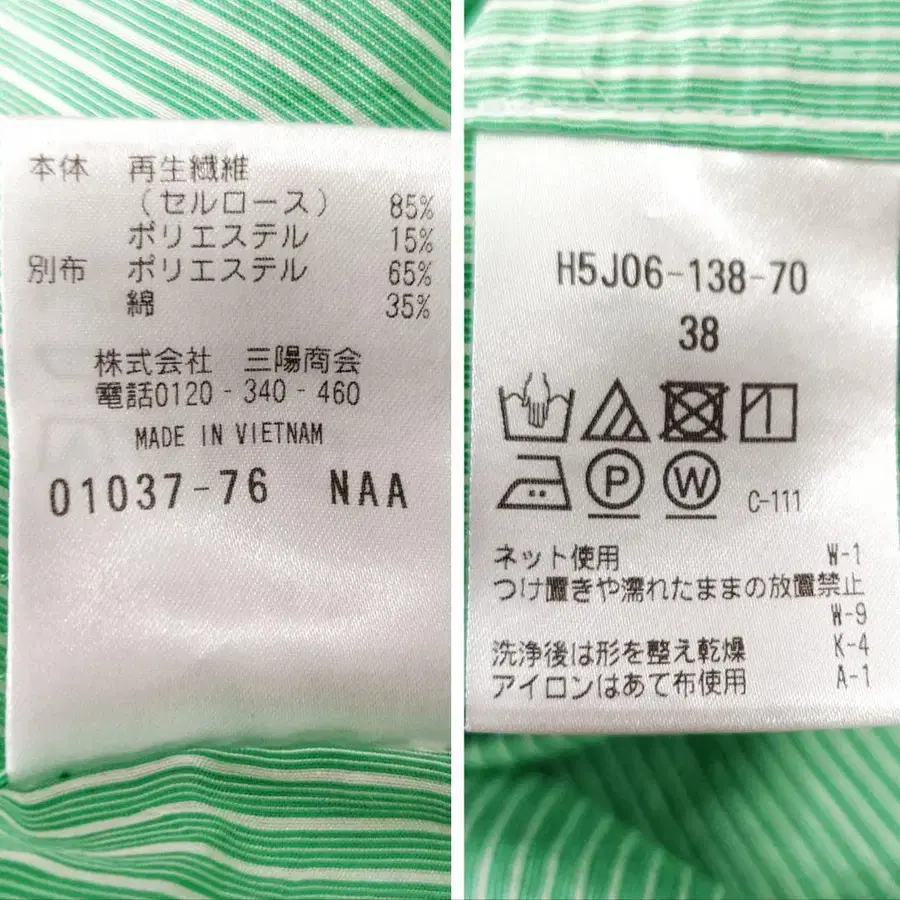 本体 再生繊維
(セルロース) 85%
ポリエステル 15%
別布 ポリエステル 65%
綿 35%
株式会社 三陽商会
電話0120-340-460
MADE IN VIETNAM
01037-76 NAA
H5J06-138-70
38
P W C-111
ネット使用 W-1
つけ置きや濡れたままの放置禁止
W-9
洗浄後は形を整え乾燥 K-4
アイロンはあて布使用 A-1